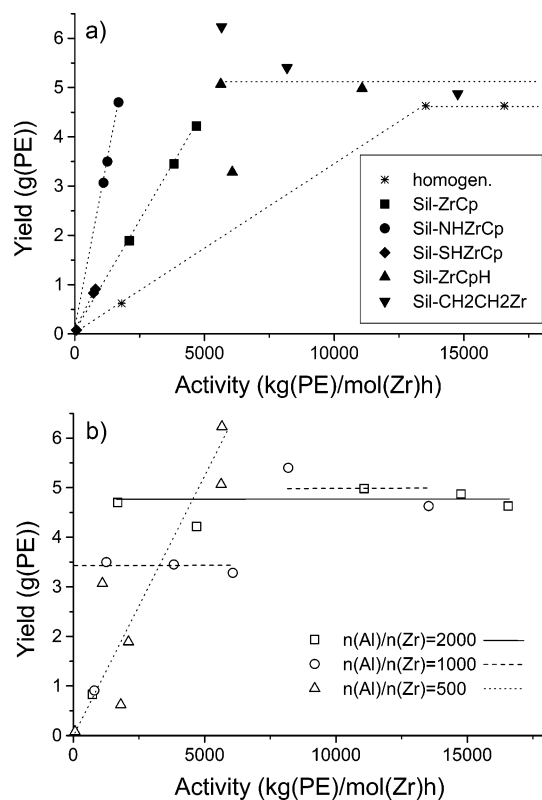 a)
6
5
4
3
2
1
0
Yield (g(PE))
homogen.
Sil-ZrCp
Sil-NHZrCp
Sil-SHZrCp
Sil-ZrCpH
Sil-CH2CH2Zr
0 5000 10000 15000
Activity (kg(PE)/mol(Zr)h)
b)
6
5
4
3
2
1
0
Yield (g(PE))
n(Al)/n(Zr)=2000
n(Al)/n(Zr)=1000
n(Al)/n(Zr)=500
0 5000 10000 15000
Activity (kg(PE)/mol(Zr)h)